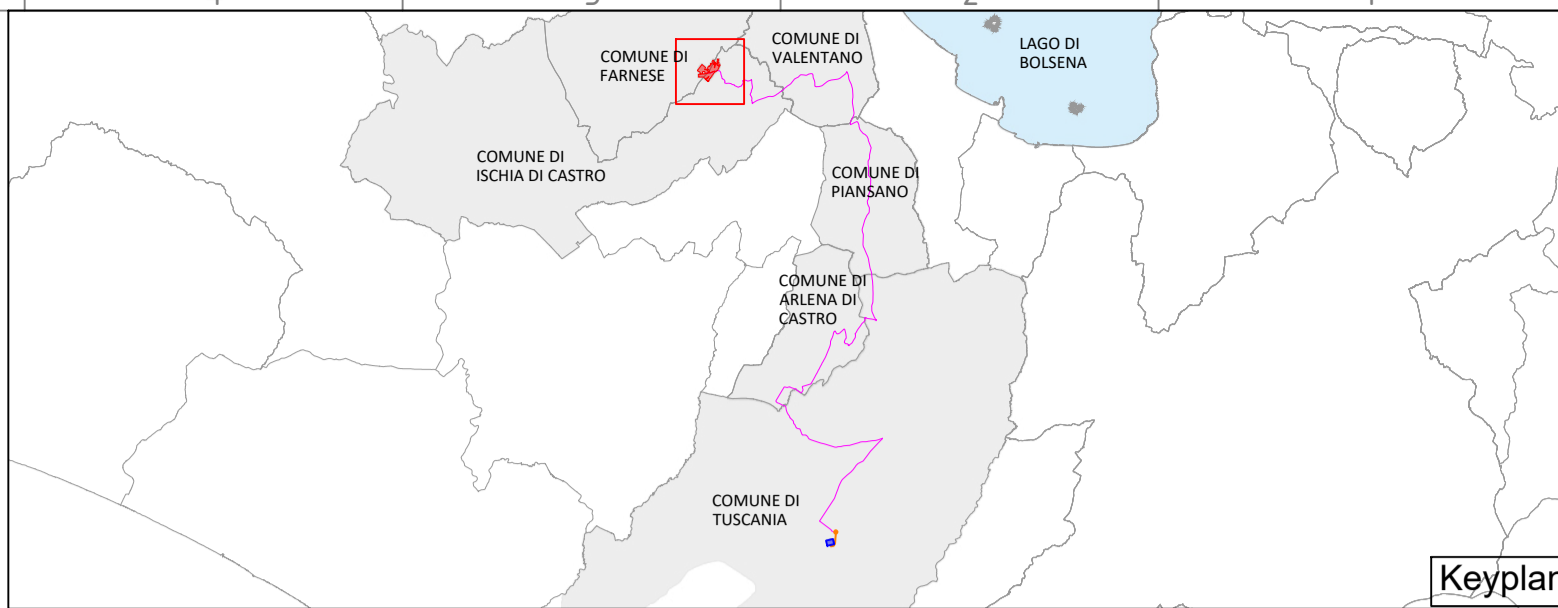 COMUNE DI
FARNESE
COMUNE DI
VALENTANO
LAGO DI
BOLSENA
COMUNE DI
ISCHIA DI CASTRO
COMUNE DI
PIANSANO
COMUNE DI
ARLENA DI
CASTRO
COMUNE DI
TUSCANIA
Keyplan